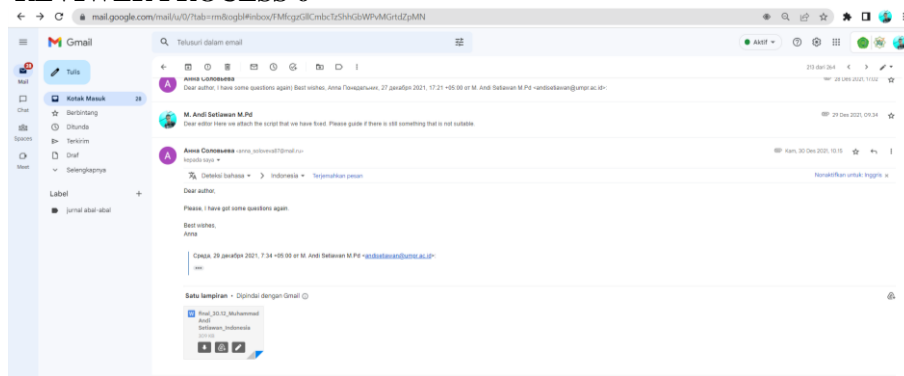 REVIEWER PROCESS 6
mail.google.com/mail/u/0/?tab=rm&ogbl#inbox/FMfcgzGllCmbcTzShhGbWPvMGrtdZpMN
Gmail
Telusuri dalam email
Aktif
Mail
Chat
Spaces
Meet
Tulis
Kotak Masuk 28
Berbintang
Ditunda
Terkirim
Draf
Selengkapnya
Label +
jurnal abal-abal
213 dari 264
Анна Соловьева
28 Des 2021, 17.02
Dear author, I have some questions again) Best wishes, Anna Понедельник, 27 декабря 2021, 17.21 +05:00 от M. Andi Setiawan M.Pd <andisetiawan@umpr.ac.id>:
M. Andi Setiawan M.Pd
29 Des 2021, 09.34
Dear editor Here we attach the script that we have fixed. Please guide if there is still something that is not suitable.
Анна Соловьева <anna_soloveva87@mail.ru>
Kam, 30 Des 2021, 10.15
kepada saya
Deteksi bahasa > Indonesia Terjemahkan pesan
Nonaktifkan untuk: Inggris x
Dear author,
Please, I have got some questions again.
Best wishes,
Anna
Среда, 29 декабря 2021, 7:34 +05:00 от M. Andi Setiawan M.Pd <andisetiawan@umpr.ac.id>:
Satu lampiran • Dipindai dengan Gmail
final_30.12_Muhammad
Andi
Setiawan_Indonesia